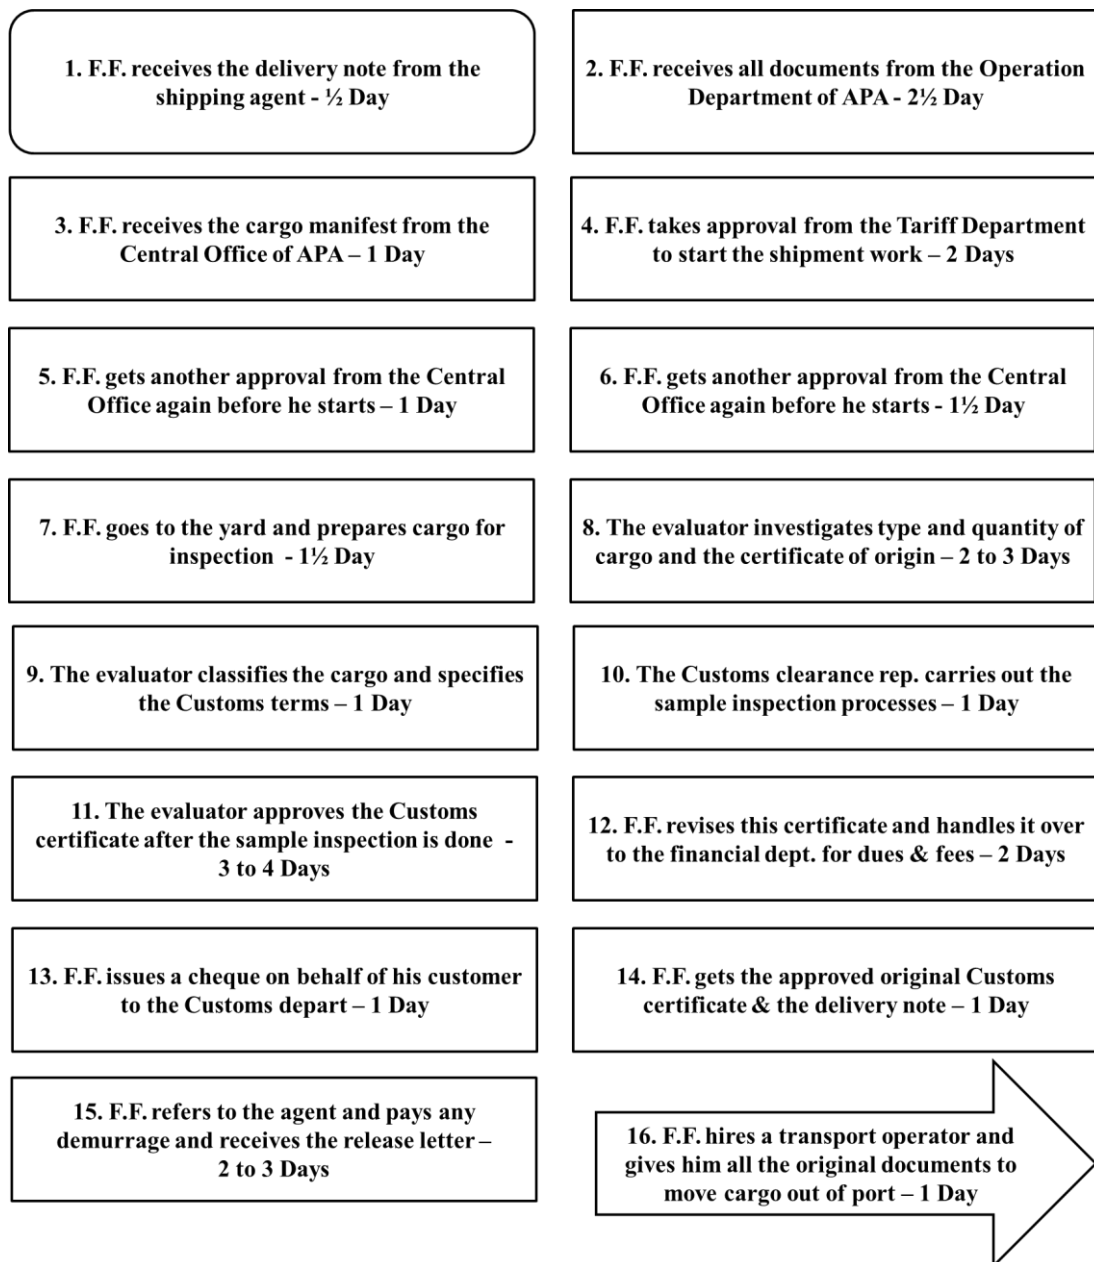 1. F.F. receives the delivery note from the
shipping agent - ½ Day
2. F.F. receives all documents from the Operation
Department of APA - 2½ Day
3. F.F. receives the cargo manifest from the
Central Office of APA – 1 Day
4. F.F. takes approval from the Tariff Department
to start the shipment work – 2 Days
5. F.F. gets another approval from the Central
Office again before he starts – 1 Day
6. F.F. gets another approval from the Central
Office again before he starts - 1½ Day
7. F.F. goes to the yard and prepares cargo for
inspection - 1½ Day
8. The evaluator investigates type and quantity of
cargo and the certificate of origin – 2 to 3 Days
9. The evaluator classifies the cargo and specifies
the Customs terms – 1 Day
10. The Customs clearance rep. carries out the
sample inspection processes – 1 Day
11. The evaluator approves the Customs
certificate after the sample inspection is done -
3 to 4 Days
12. F.F. revises this certificate and handles it over
to the financial dept. for dues & fees – 2 Days
13. F.F. issues a cheque on behalf of his customer
to the Customs depart – 1 Day
14. F.F. gets the approved original Customs
certificate & the delivery note – 1 Day
15. F.F. refers to the agent and pays any
demurrage and receives the release letter –
2 to 3 Days
16. F.F. hires a transport operator and
gives him all the original documents to
move cargo out of port – 1 Day